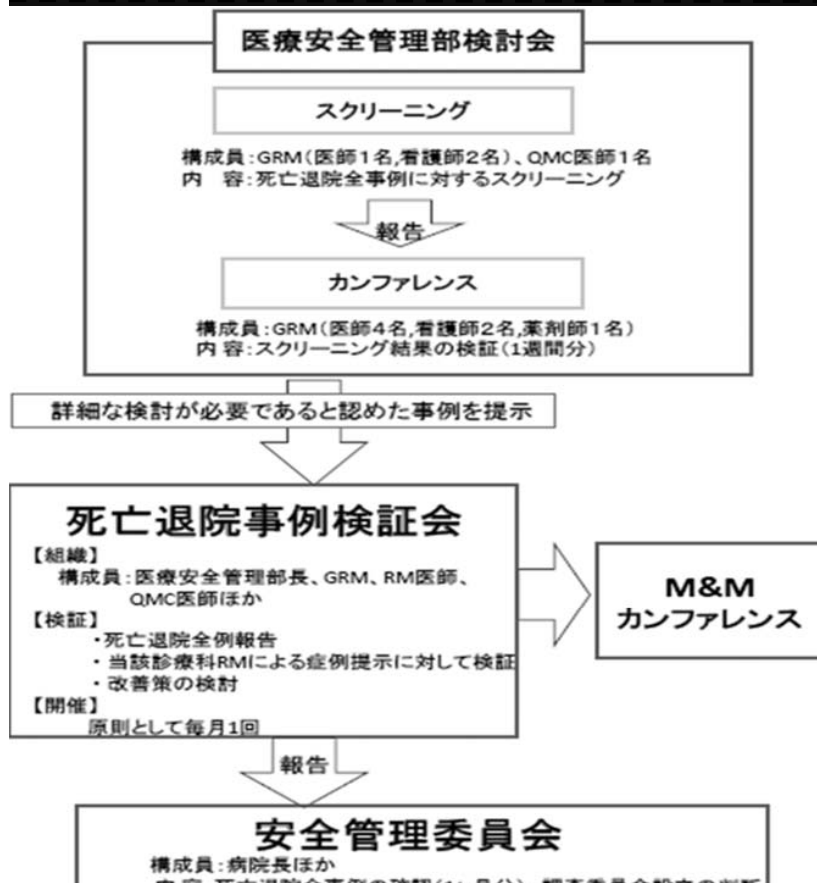 医療安全管理部検討会
スクリーニング
構成員:GRM(医師1名,看護師2名)、QMC医師1名
内 容:死亡退院全事例に対するスクリーニング
報告
カンファレンス
構成員:GRM(医師4名,看護師2名,薬剤師1名)
内 容:スクリーニング結果の検証(1週間分)
詳細な検討が必要であると認めた事例を提示
死亡退院事例検証会
【組織】
構成員:医療安全管理部長、GRM、RM医師、
QMC医師ほか
【検証】
・死亡退院全例報告
・当該診療科RMによる症例提示に対して検証
・改善策の検討
【開催】
原則として毎月1回
M&M
カンファレンス
報告
安全管理委員会
構成員:病院長ほか